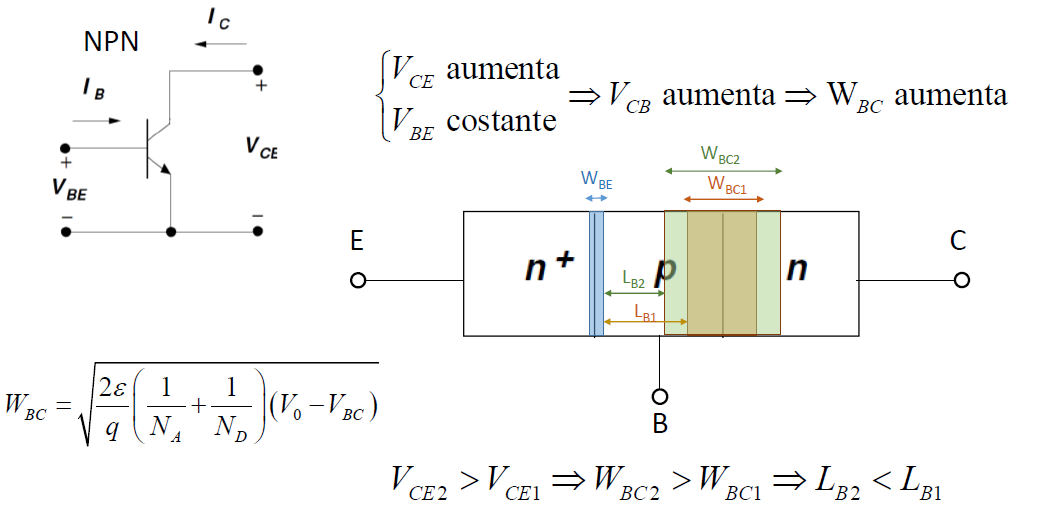 NPN
I_C
I_B
+
+
V_BE
V_CE
−
−
{ V_CE aumenta
V_BE costante
⇒ V_CB aumenta ⇒ W_BC aumenta
W_BC2
W_BE
W_BC1
E
C
n+
p
n
L_B2
L_B1
B
W_BC = √( 2ε/q ( 1/N_A + 1/N_D ) (V_0 − V_BC) )
V_CE2 > V_CE1 ⇒ W_BC2 > W_BC1 ⇒ L_B2 < L_B1